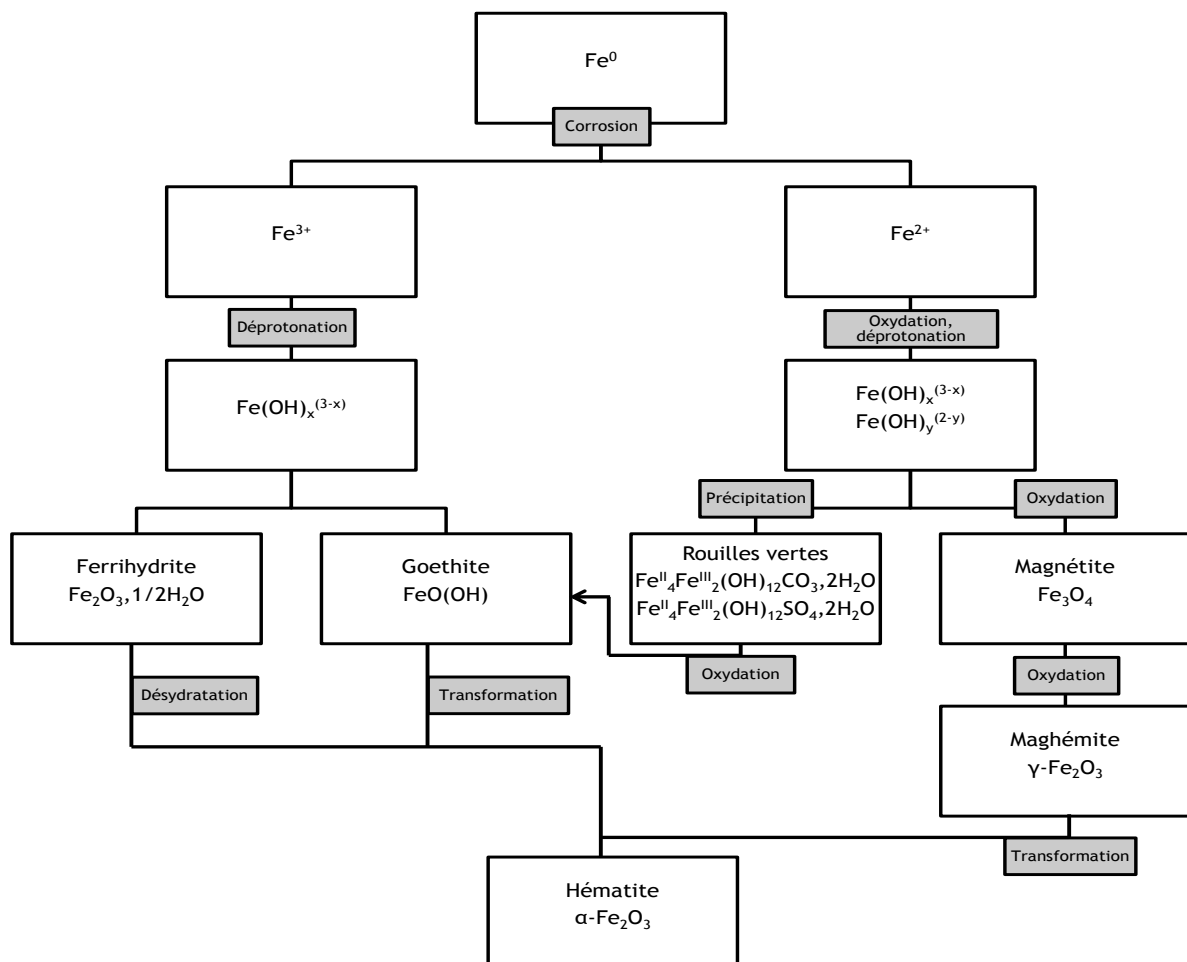 Fe⁰
Corrosion
Fe³⁺
Fe²⁺
Déprotonation
Oxydation,
déprotonation
Fe(OH)ₓ⁽³⁻ˣ⁾
Fe(OH)ₓ⁽³⁻ˣ⁾
Fe(OH)ᵧ⁽²⁻ʸ⁾
Précipitation
Oxydation
Ferrihydrite
Fe₂O₃,1/2H₂O
Goethite
FeO(OH)
Rouilles vertes
Feᴵᴵ₄Feᴵᴵᴵ₂(OH)₁₂CO₃,2H₂O
Feᴵᴵ₄Feᴵᴵᴵ₂(OH)₁₂SO₄,2H₂O
Magnétite
Fe₃O₄
Désydratation
Transformation
Oxydation
Oxydation
Maghémite
γ-Fe₂O₃
Transformation
Hématite
α-Fe₂O₃